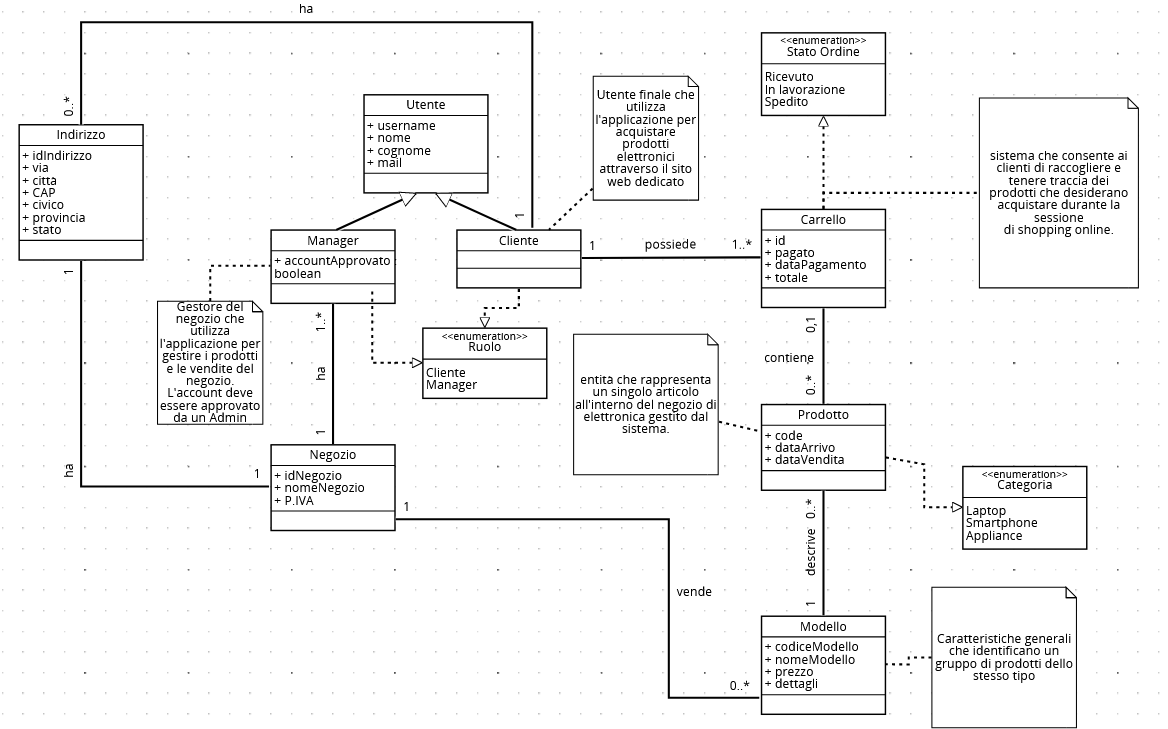 ha
<<enumeration>>
Stato Ordine
Ricevuto
In lavorazione
Spedito
Utente finale che
utilizza
l'applicazione per
acquistare
prodotti
elettronici
attraverso il sito
web dedicato
Utente
+ username
+ nome
+ cognome
+ mail
0..*
Indirizzo
+ idIndirizzo
+ via
+ città
+ CAP
+ civico
+ provincia
+ stato
sistema che consente ai
clienti di raccogliere e
tenere traccia dei
prodotti che desiderano
acquistare durante la
sessione
di shopping online.
1
Manager
+ accountApprovato
boolean
Cliente
1
possiede
1..*
Carrello
+ id
+ pagato
+ dataPagamento
+ totale
1
Gestore del
negozio che
utilizza
l'applicazione per
gestire i prodotti
e le vendite del
negozio.
L'account deve
essere approvato
da un Admin
1..*
ha
1
<<enumeration>>
Ruolo
Cliente
Manager
0,1
contiene
0..*
entità che rappresenta
un singolo articolo
all'interno del negozio di
elettronica gestito dal
sistema.
Prodotto
+ code
+ dataArrivo
+ dataVendita
ha
1
Negozio
+ idNegozio
+ nomeNegozio
+ P.IVA
1
<<enumeration>>
Categoria
Laptop
Smartphone
Appliance
0..*
descrive
1
vende
0..*
Modello
+ codiceModello
+ nomeModello
+ prezzo
+ dettagli
Caratteristiche generali
che identificano un
gruppo di prodotti dello
stesso tipo